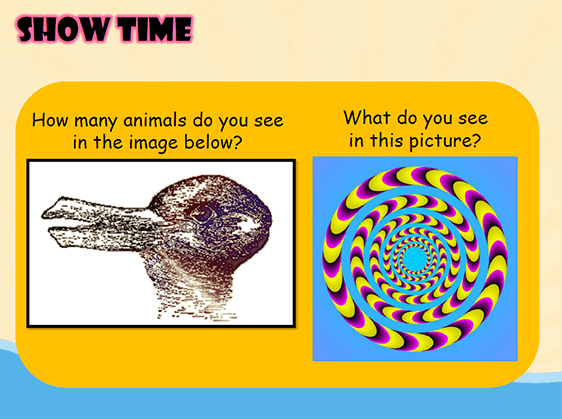 SHOW TIME
How many animals do you see
in the image below?
What do you see
in this picture?